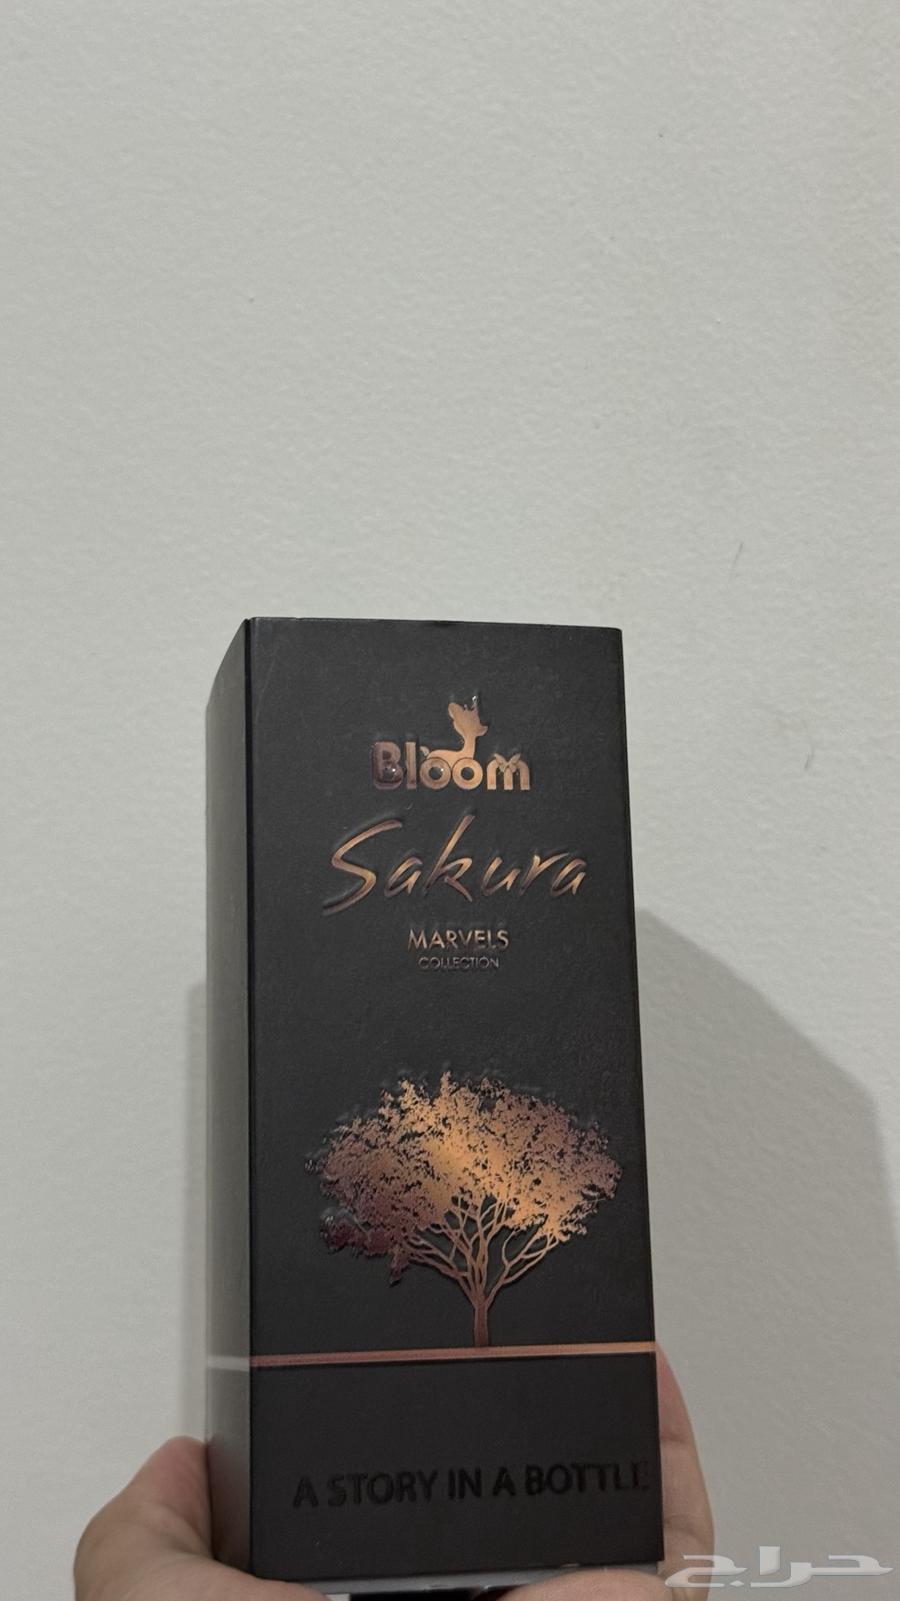 Bloom
Sakura
MARVELS
COLLECTION
A STORY IN A BOTTLE
حراج